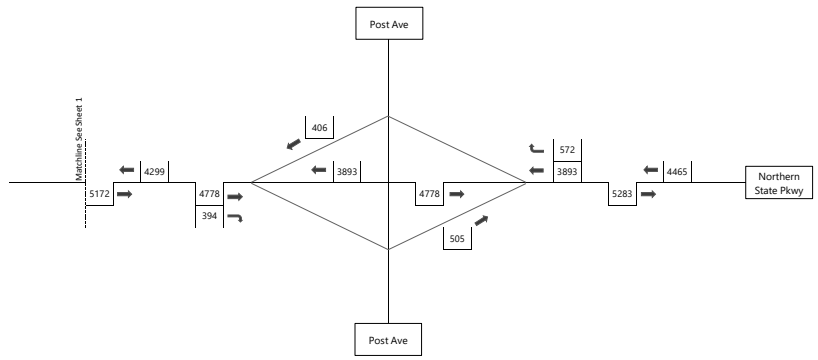 Post Ave
Matchline See Sheet 1
406
572
4299
3893
3893
4465
Northern
State Pkwy
5172
4778
4778
5283
394
505
Post Ave